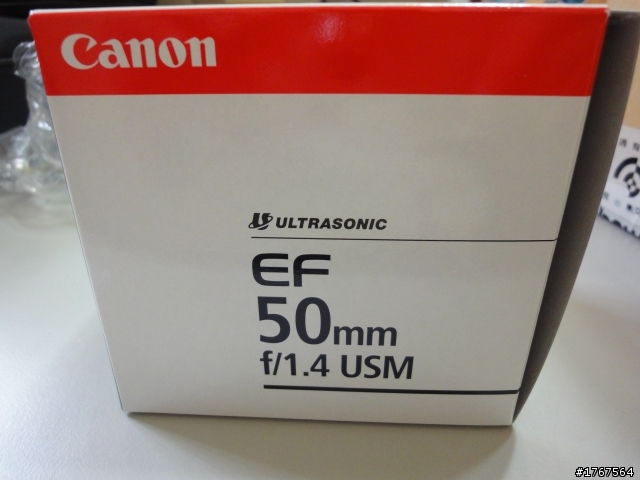 Canon
ULTRASONIC
EF
50mm
f/1.4 USM
#1767564